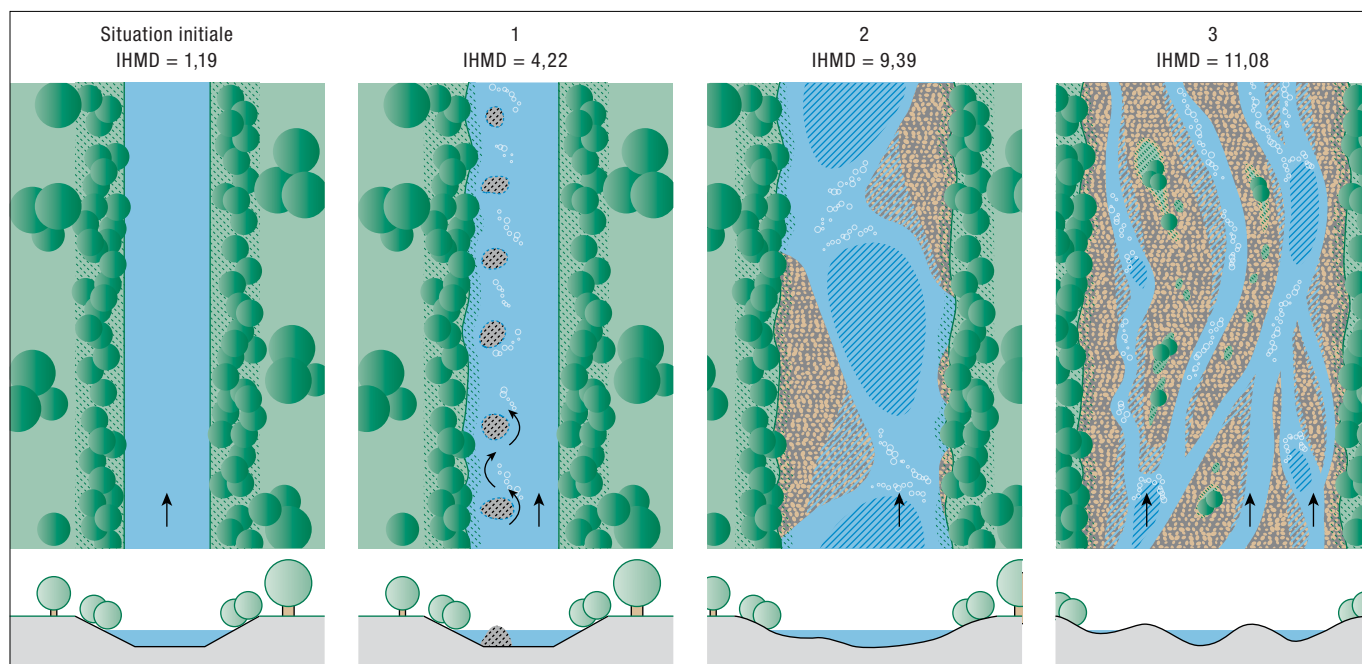 Situation initiale
IHMD = 1,19
1
IHMD = 4,22
2
IHMD = 9,39
3
IHMD = 11,08